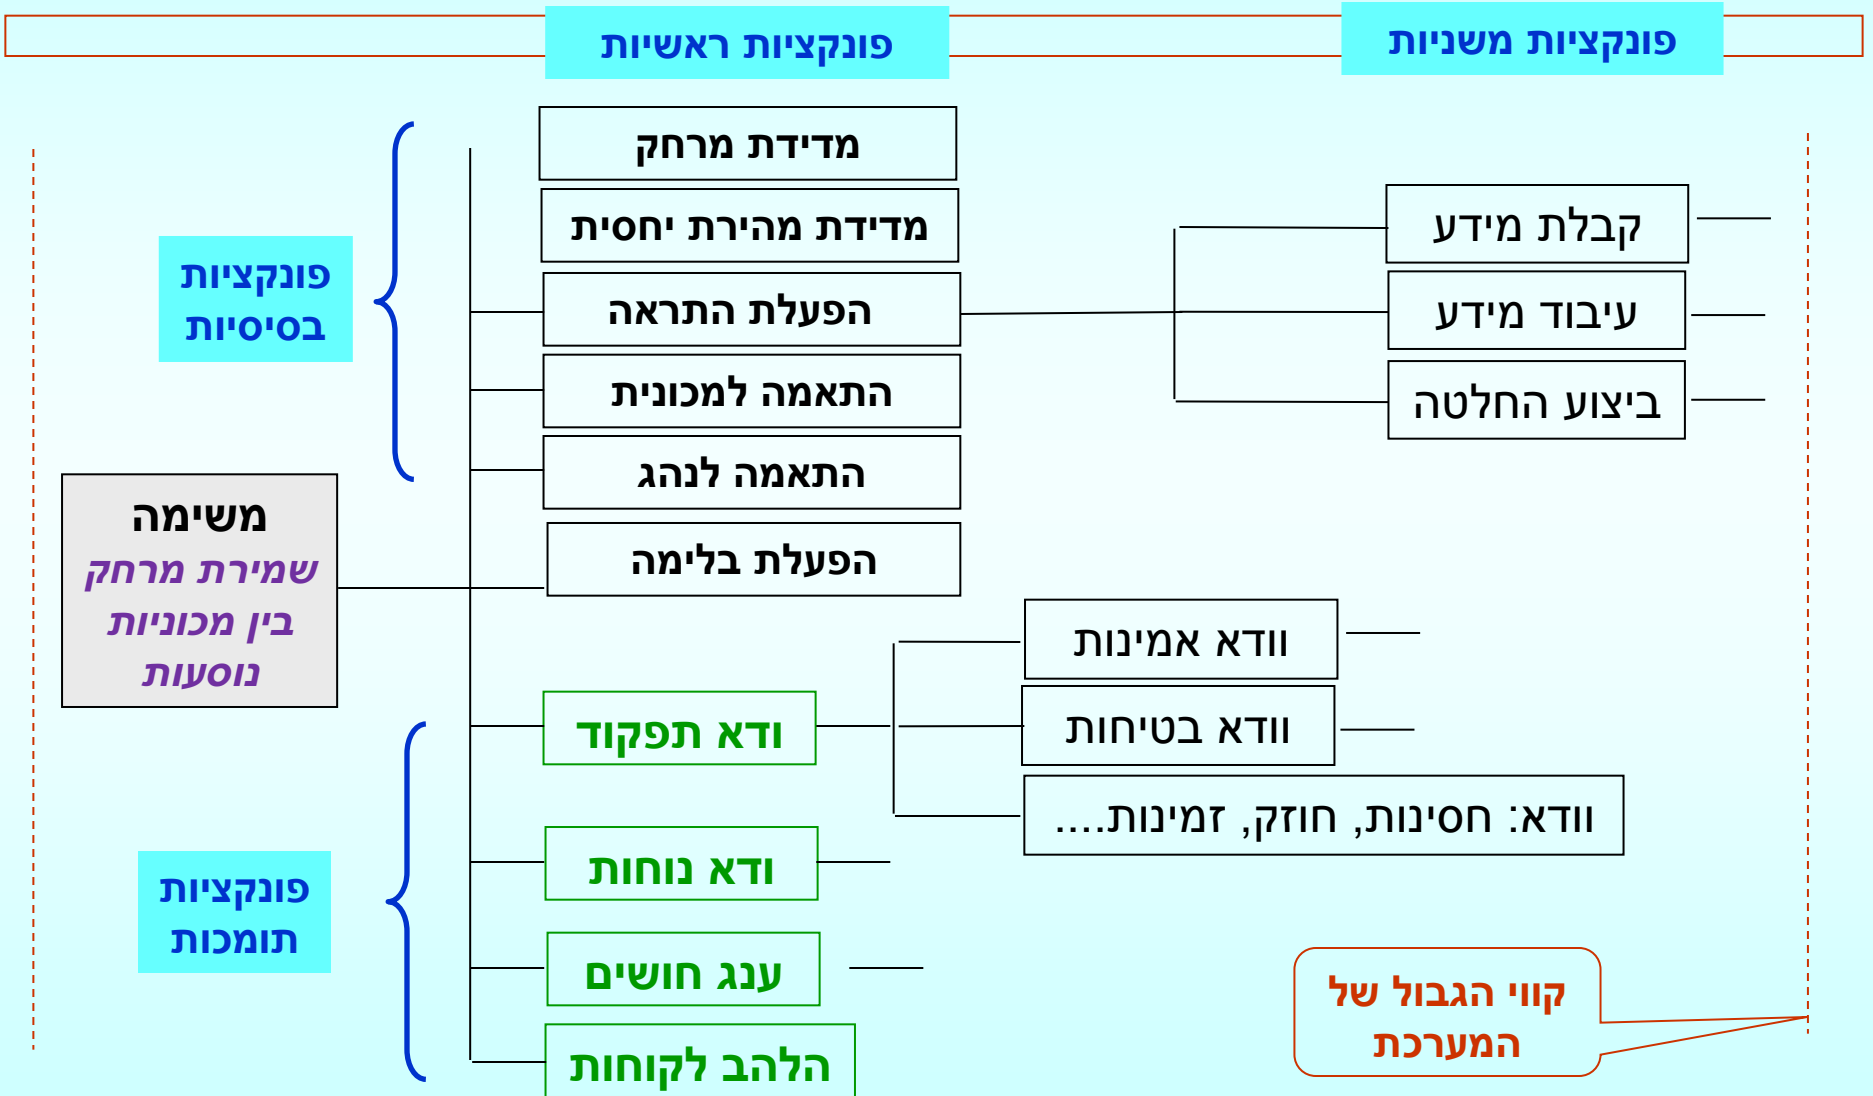 פונקציות משניות
פונקציות ראשיות
מדידת מרחק
מדידת מהירת יחסית
הפעלת התראה
התאמה למכונית
התאמה לנהג
הפעלת בלימה
קבלת מידע
עיבוד מידע
ביצוע החלטה
פונקציות
בסיסיות
משימה
שמירת מרחק
בין מכוניות
נוסעות
ודא תפקוד
וודא אמינות
וודא בטיחות
וודא: חסינות, חוזק, זמינות....
ודא נוחות
ענג חושים
הלהב לקוחות
פונקציות
תומכות
קווי הגבול של
המערכת